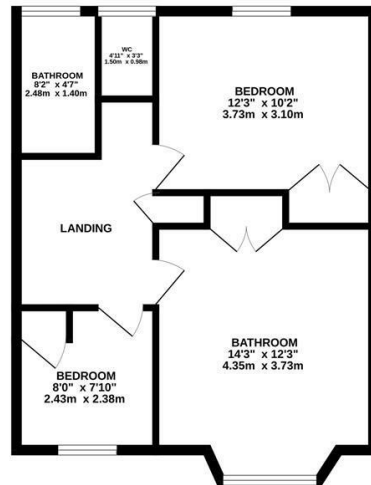 BATHROOM
8'2" x 4'7"
2.48m x 1.40m
WC
4'11" x 3'3"
1.50m x 0.98m
BEDROOM
12'3" x 10'2"
3.73m x 3.10m
LANDING
BEDROOM
8'0" x 7'10"
2.43m x 2.38m
BATHROOM
14'3" x 12'3"
4.35m x 3.73m